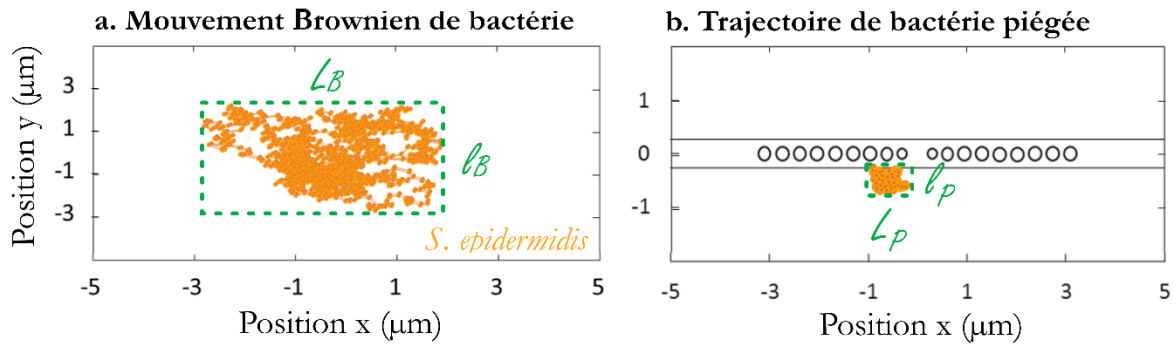 a. Mouvement Brownien de bactérie
b. Trajectoire de bactérie piégée
Position y (μm)
3
1
-1
-3
L_B
l_B
S. epidermidis
-5
-3
-1
1
3
5
Position x (μm)
1
0
-1
l_p
L_p
-5
-3
-1
1
3
5
Position x (μm)